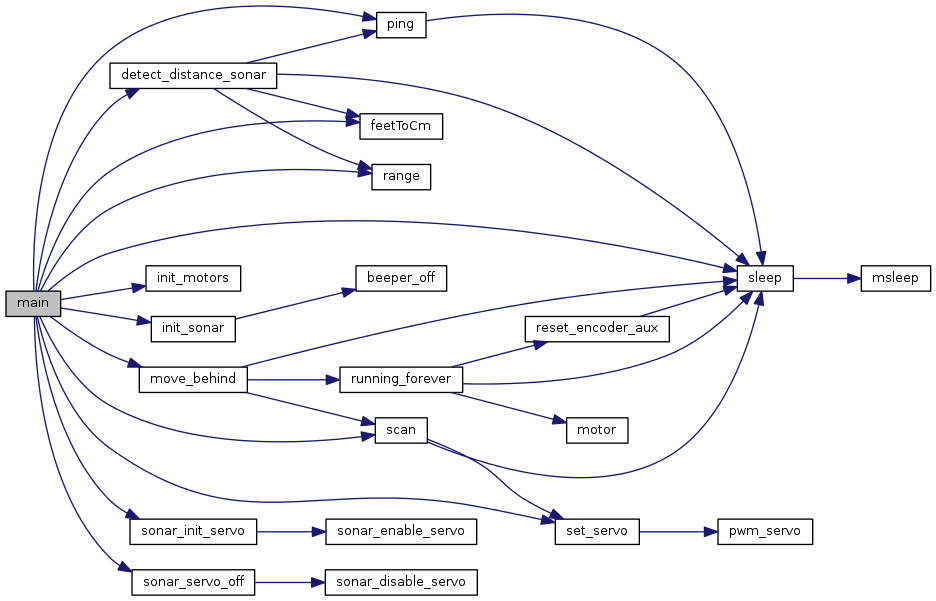 ping
detect_distance_sonar
feetToCm
range
init_motors
beeper_off
sleep
msleep
main
init_sonar
reset_encoder_aux
move_behind
running_forever
scan
motor
sonar_init_servo
sonar_enable_servo
set_servo
pwm_servo
sonar_servo_off
sonar_disable_servo